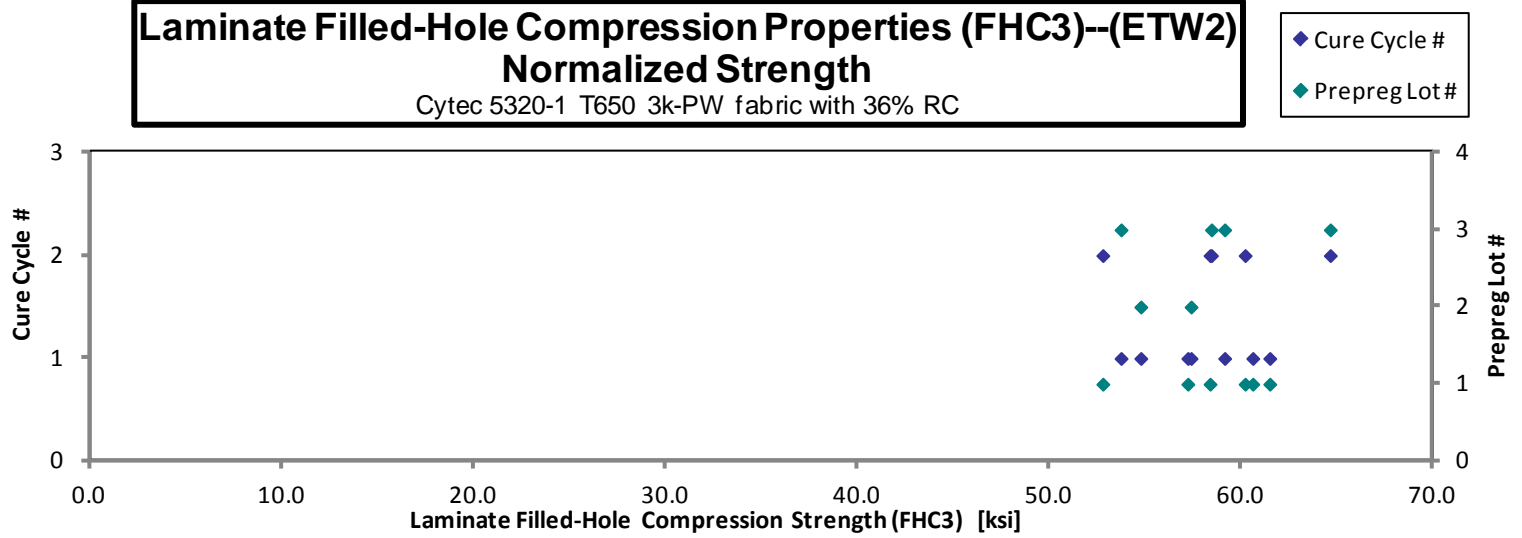 Laminate Filled-Hole Compression Properties (FHC3)--(ETW2)
Normalized Strength
Cytec 5320-1 T650 3k-PW fabric with 36% RC
Cure Cycle #
Prepreg Lot #
3
2
1
0
Cure Cycle #
4
3
2
1
0
Prepreg Lot #
0.0 10.0 20.0 30.0 40.0 50.0 60.0 70.0
Laminate Filled-Hole Compression Strength (FHC3) [ksi]